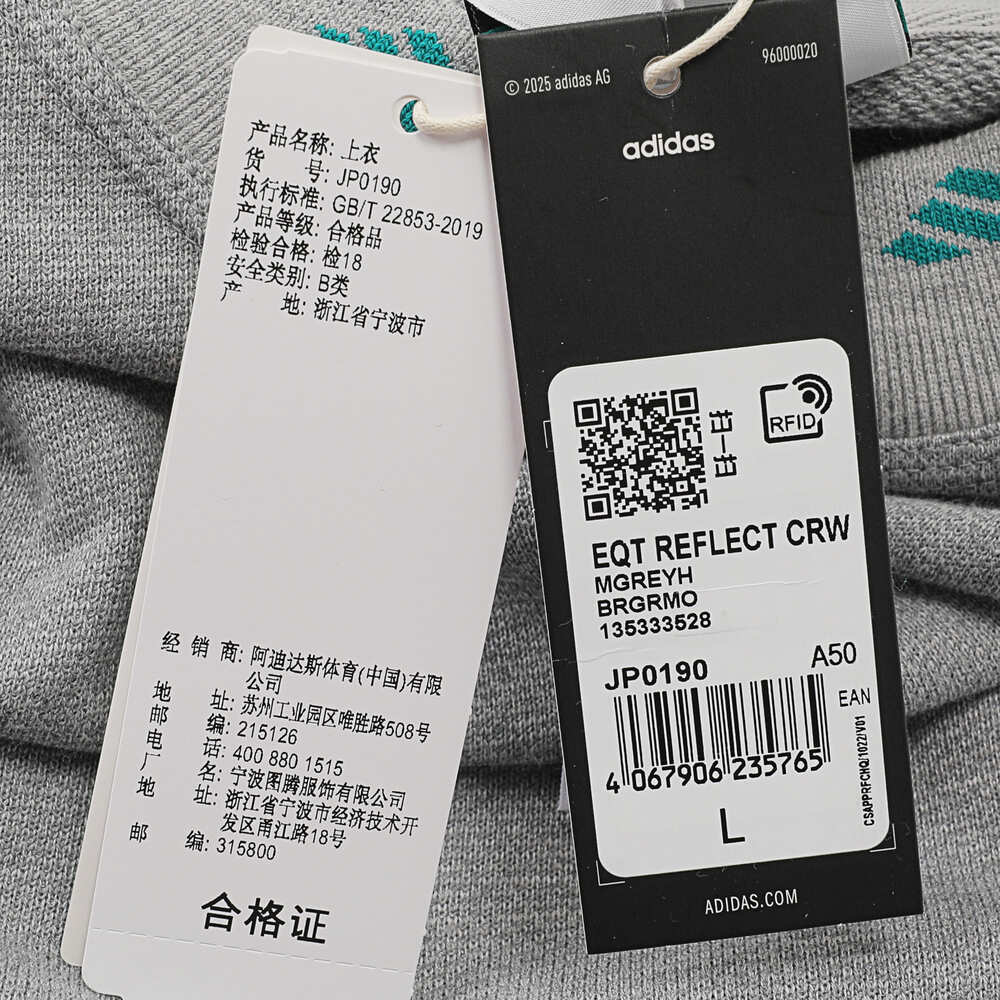 产品名称: 上衣
货 号: JP0190
执行标准: GB/T 22853-2019
产品等级: 合格品
检验合格: 检18
安全类别: B类
产 地: 浙江省宁波市
经 销 商: 阿迪达斯体育(中国)有限
公司
地 址: 苏州工业园区唯胜路508号
邮 编: 215126
电 话: 400 880 1515
厂 名: 宁波图腾服饰有限公司
地 址: 浙江省宁波市经济技术开
发区甬江路18号
邮 编: 315800
合格证
© 2025 adidas AG
96000020
adidas
扫一扫
RFID
EQT REFLECT CRW
MGREYH
BRGRMO
135333528
JP0190
A50
EAN
4 067906 235765
CSAPPRFCHQ/1022/V01
L
ADIDAS.COM